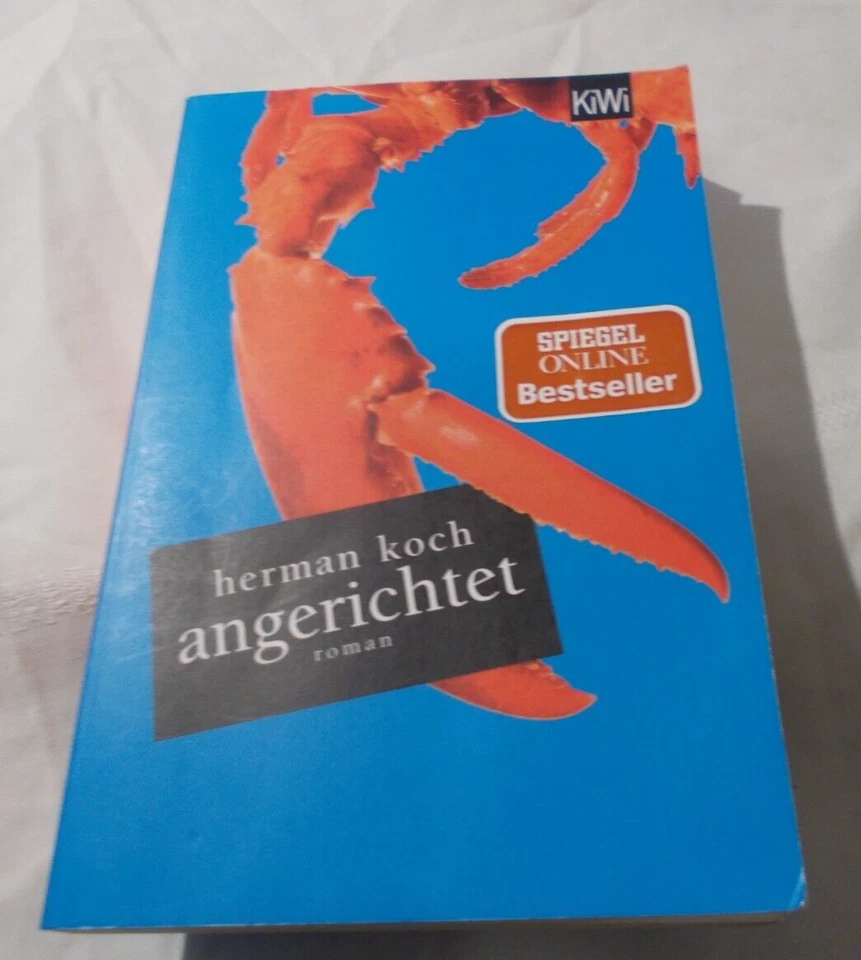 KiWi
SPIEGEL
ONLINE
Bestseller
herman koch
angerichtet
roman